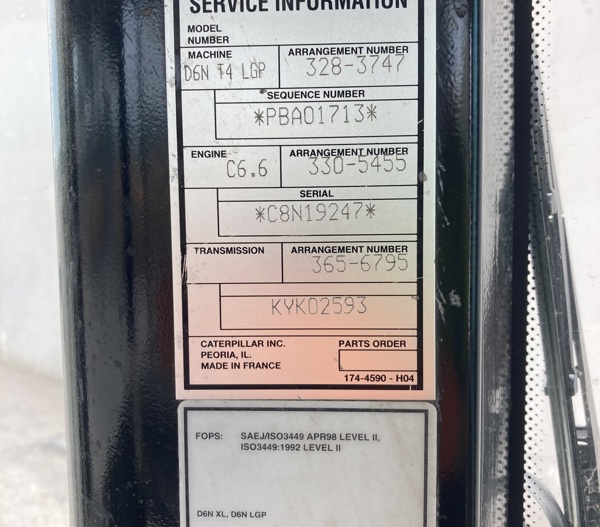 SERVICE INFORMATION
MODEL
NUMBER
MACHINE
D6N T4 LGP
ARRANGEMENT NUMBER
328-3747
SEQUENCE NUMBER
*PBA01713*
ENGINE
C6.6
ARRANGEMENT NUMBER
330-5455
SERIAL
*C8N19247*
TRANSMISSION
ARRANGEMENT NUMBER
365-6795
KYK02593
CATERPILLAR INC.
PEORIA, IL.
MADE IN FRANCE
PARTS ORDER
174-4590 - H04
FOPS: SAEJ/ISO3449 APR98 LEVEL II,
ISO3449:1992 LEVEL II
D6N XL, D6N LGP